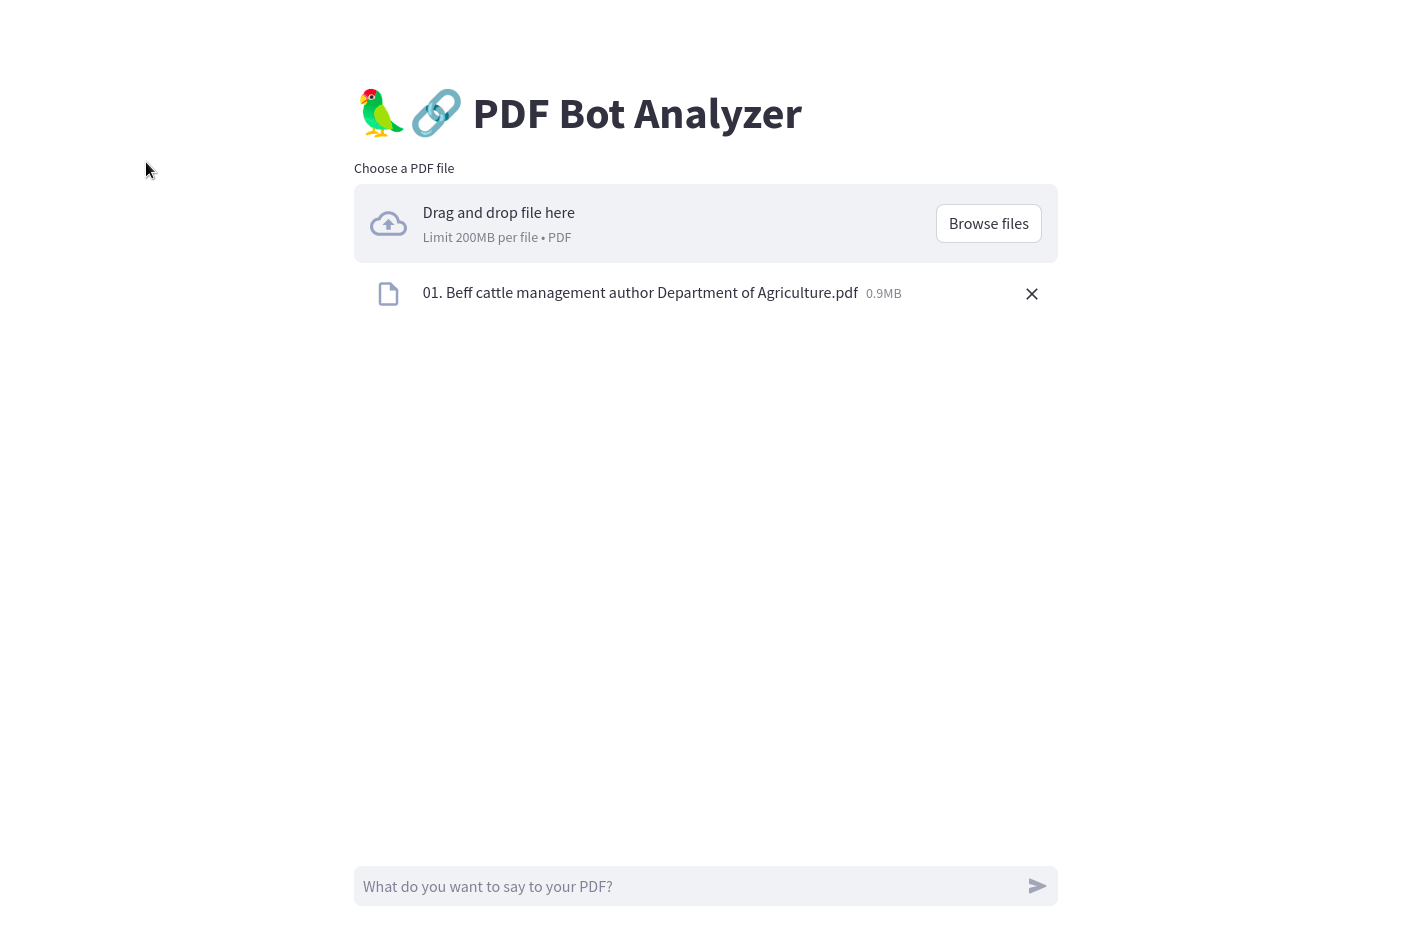 PDF Bot Analyzer
Choose a PDF file
Drag and drop file here
Limit 200MB per file • PDF
Browse files
01. Beff cattle management author Department of Agriculture.pdf 0.9MB
What do you want to say to your PDF?